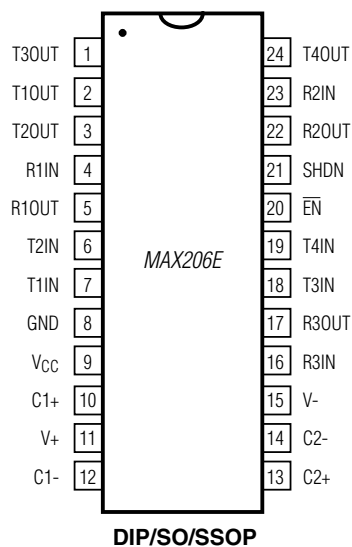 T3OUT 1 24 T4OUT
T1OUT 2 23 R2IN
T2OUT 3 22 R2OUT
R1IN 4 21 SHDN
R1OUT 5 20 E̅N̅
T2IN 6 19 T4IN
MAX206E
T1IN 7 18 T3IN
GND 8 17 R3OUT
VCC 9 16 R3IN
C1+ 10 15 V-
V+ 11 14 C2-
C1- 12 13 C2+
DIP/SO/SSOP